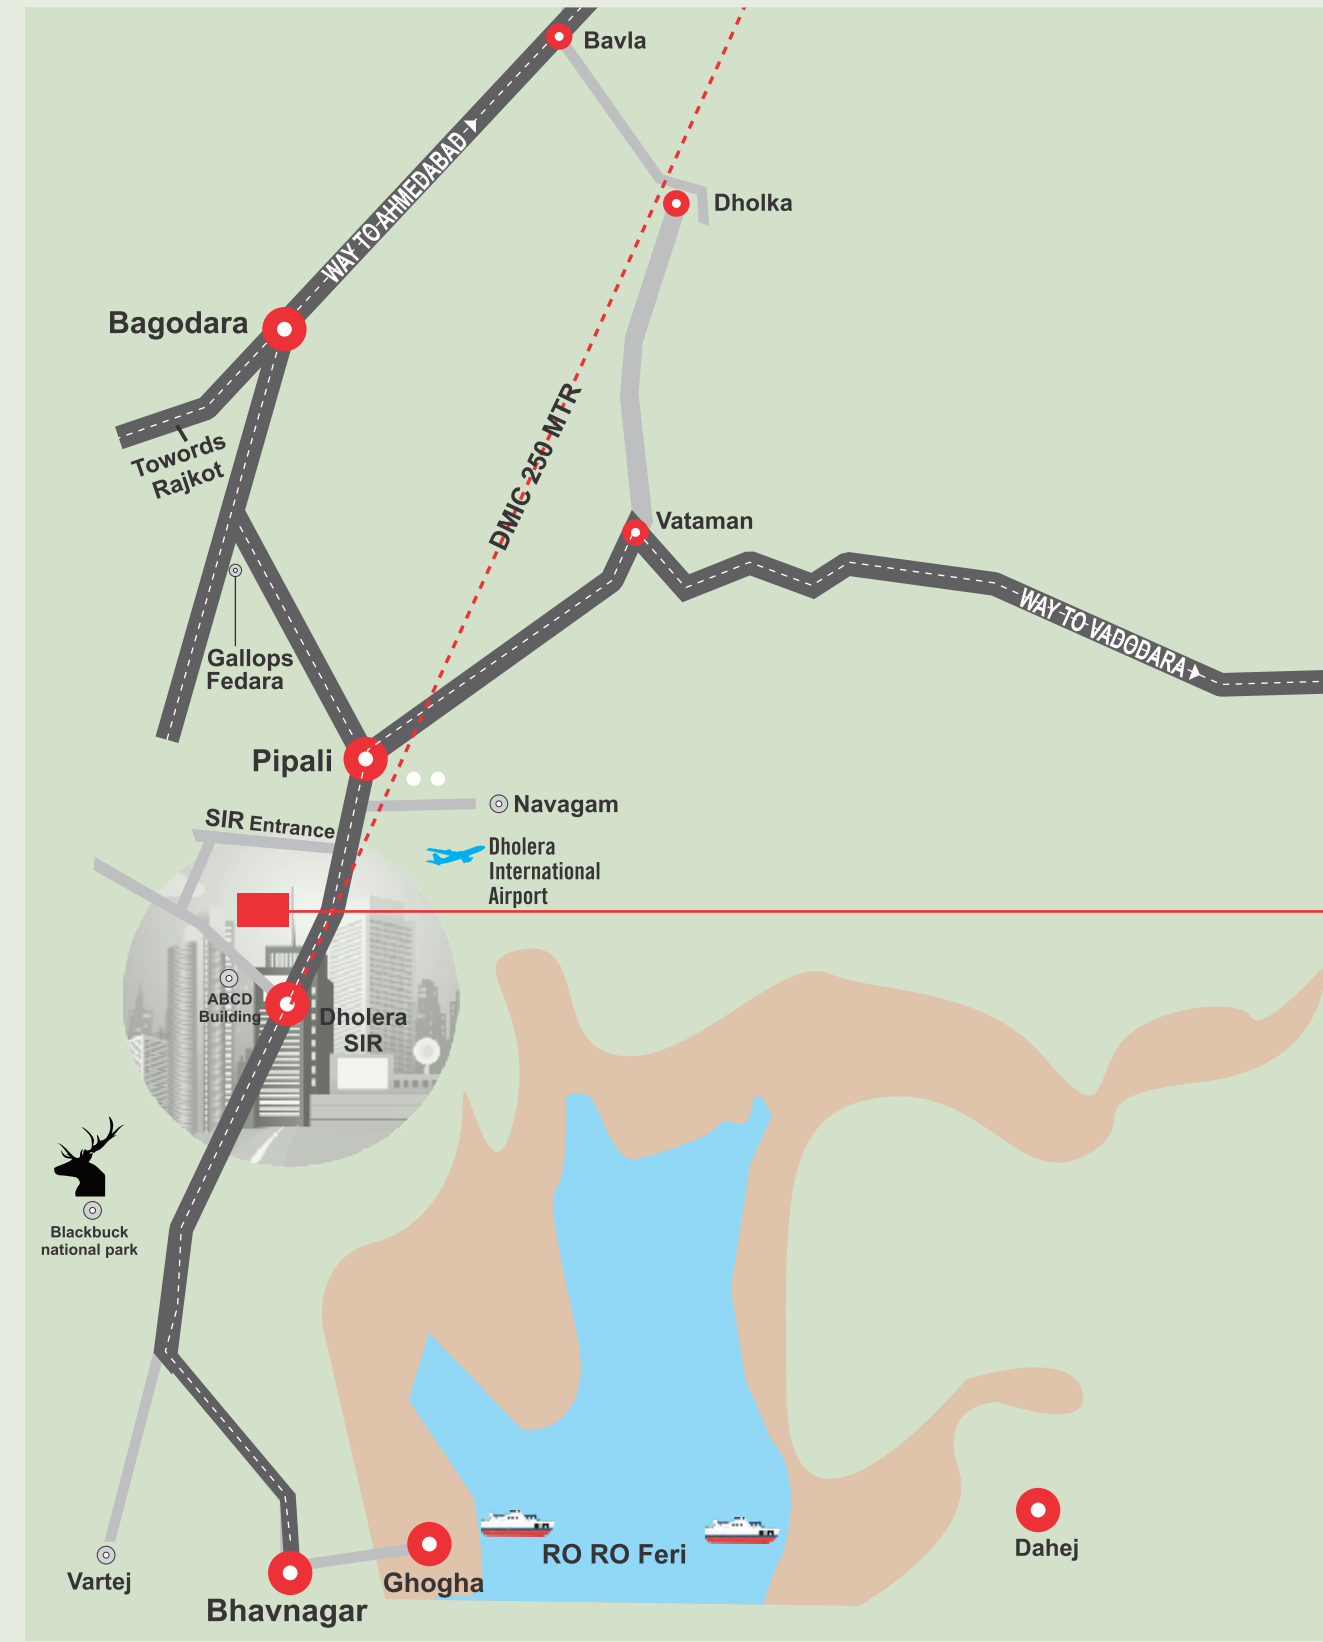 Bavla
WAY TO AHMEDABAD
Dholka
Bagodara
Towords
Rajkot
DMIC 250 MTR
Vataman
WAY TO VADODARA
Gallops
Fedara
Pipali
Navagam
SIR Entrance
Dholera
International
Airport
ABCD
Building
Dholera
SIR
Blackbuck
national park
RO RO Feri
Dahej
Vartej
Ghogha
Bhavnagar